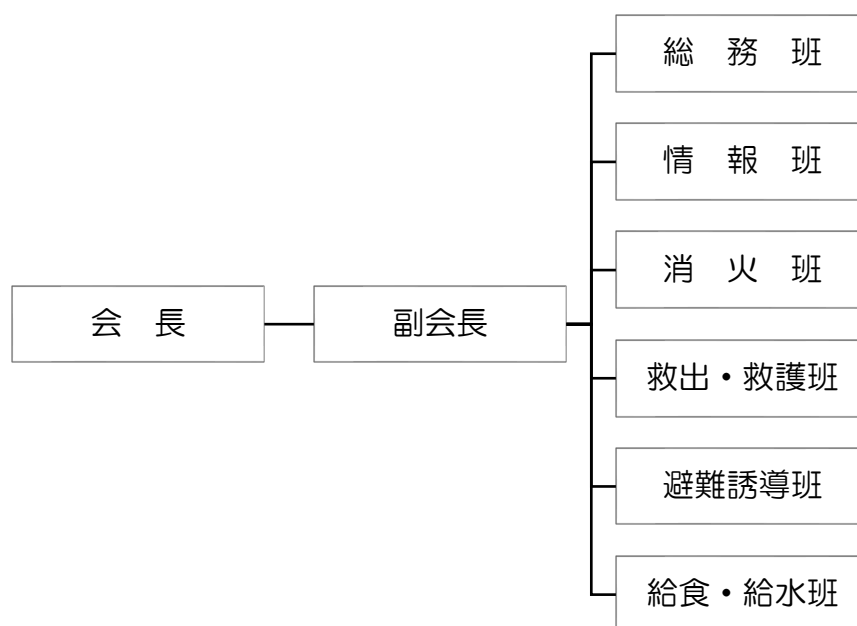 総　務　班
情　報　班
消　火　班
会　長
副会長
救出・救護班
避難誘導班
給食・給水班